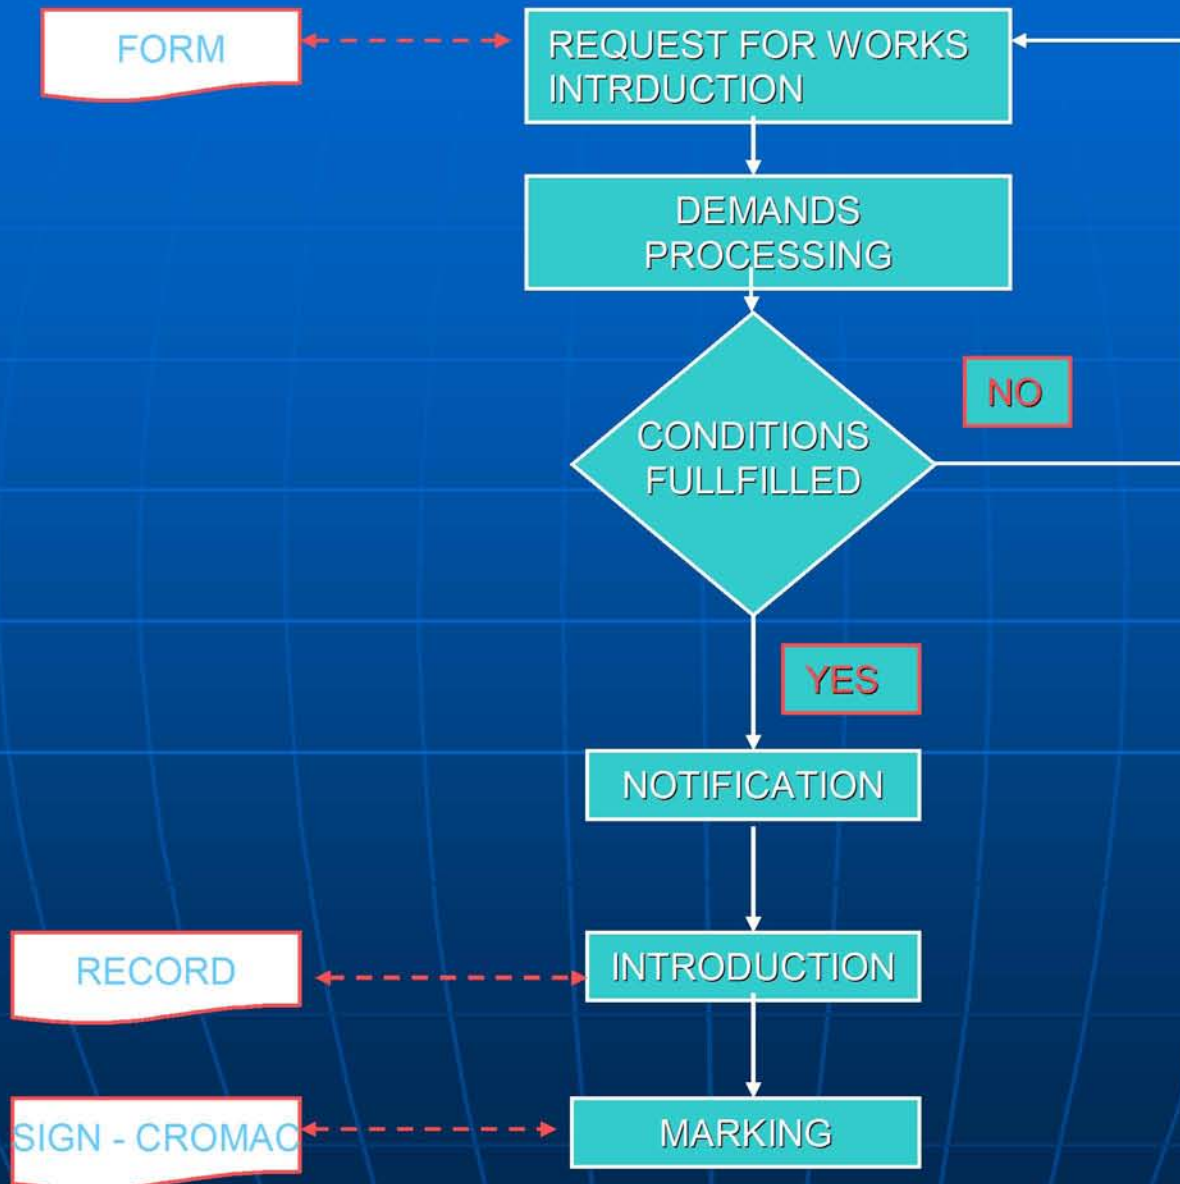 FORM
REQUEST FOR WORKS
INTRDUCTION
DEMANDS
PROCESSING
NO
CONDITIONS
FULLFILLED
YES
NOTIFICATION
RECORD
INTRODUCTION
SIGN - CROMAC
MARKING